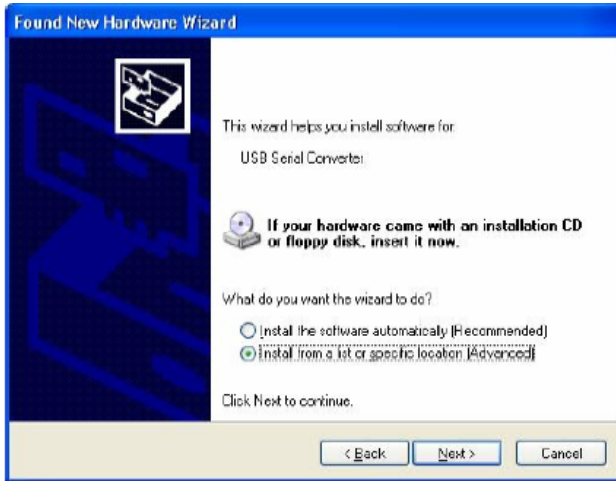 Found New Hardware Wizard
This wizard helps you install software for:
USB Serial Converter
If your hardware came with an installation CD
or floppy disk, insert it now.
What do you want the wizard to do?
Install the software automatically (Recommended)
Install from a list or specific location (Advanced)
Click Next to continue.
< Back
Next >
Cancel